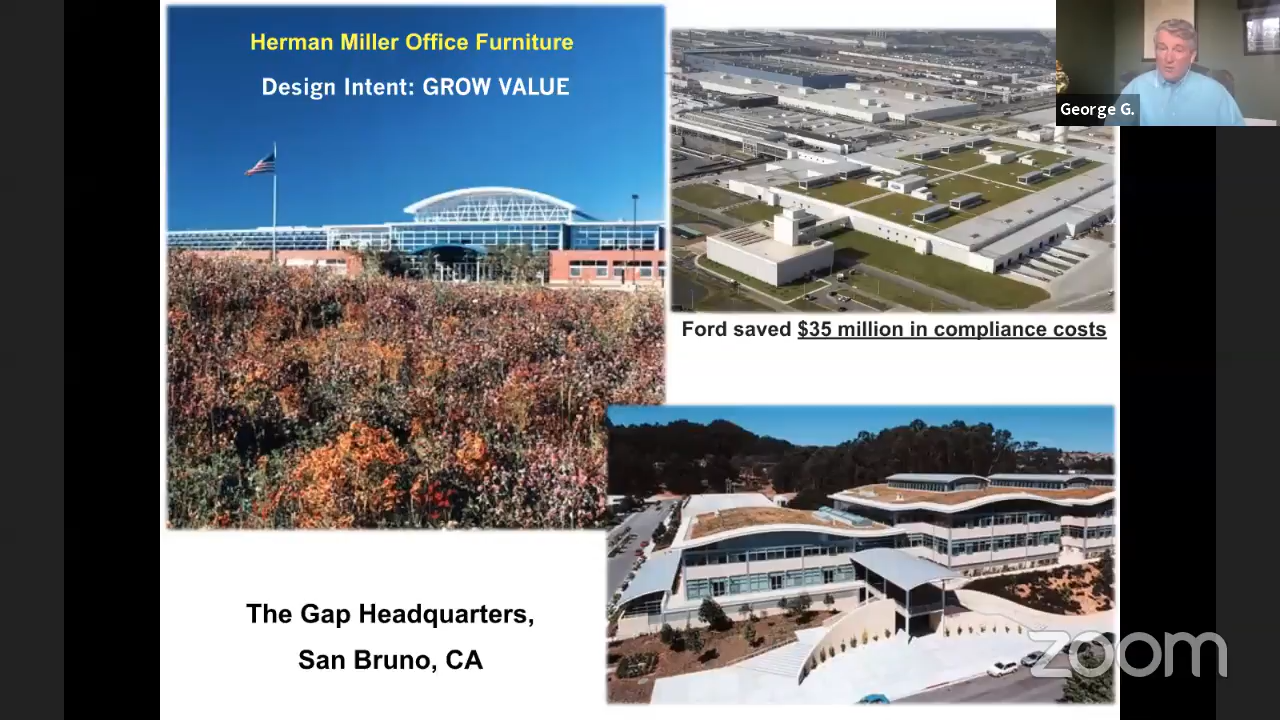 Herman Miller Office Furniture
Design Intent: GROW VALUE
George G.
Ford saved $35 million in compliance costs
The Gap Headquarters,
San Bruno, CA
zoom